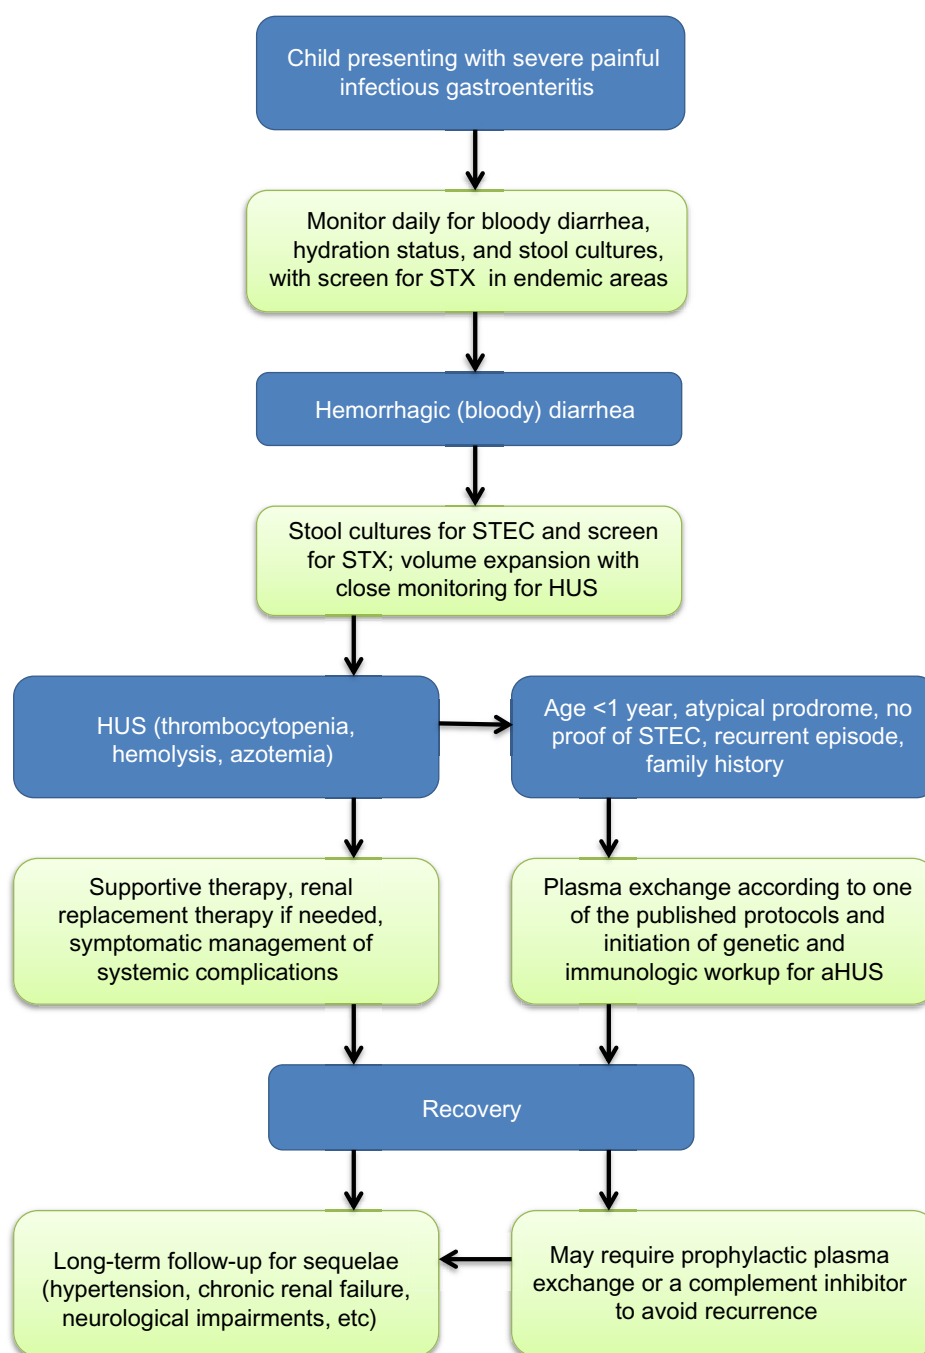 Child presenting with severe painful
infectious gastroenteritis
Monitor daily for bloody diarrhea,
hydration status, and stool cultures,
with screen for STX in endemic areas
Hemorrhagic (bloody) diarrhea
Stool cultures for STEC and screen
for STX; volume expansion with
close monitoring for HUS
HUS (thrombocytopenia,
hemolysis, azotemia)
Age <1 year, atypical prodrome, no
proof of STEC, recurrent episode,
family history
Supportive therapy, renal
replacement therapy if needed,
symptomatic management of
systemic complications
Plasma exchange according to one
of the published protocols and
initiation of genetic and
immunologic workup for aHUS
Recovery
Long-term follow-up for sequelae
(hypertension, chronic renal failure,
neurological impairments, etc)
May require prophylactic plasma
exchange or a complement inhibitor
to avoid recurrence